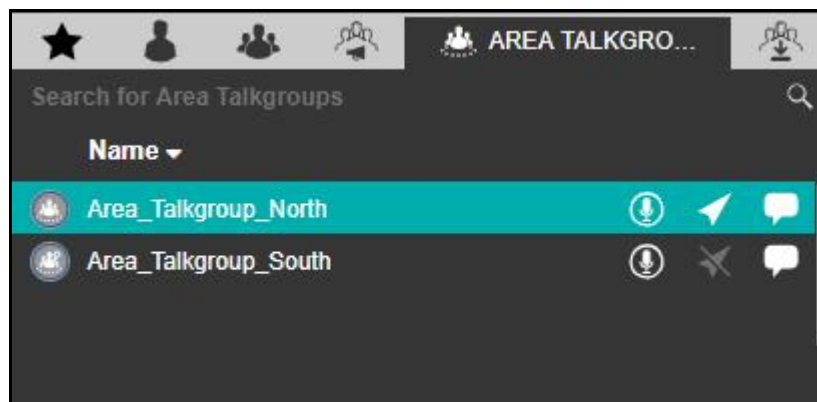 AREA TALKGRO...
Search for Area Talkgroups
Name
Area_Talkgroup_North
Area_Talkgroup_South